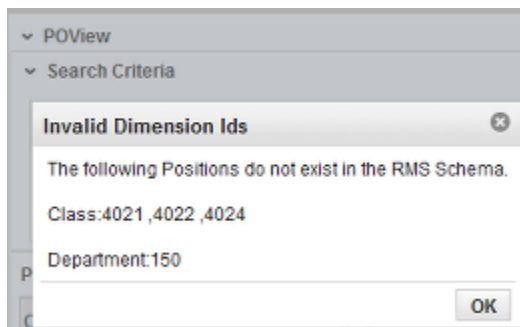 POView
Search Criteria
Invalid Dimension Ids
The following Positions do not exist in the RMS Schema.
Class:4021 ,4022 ,4024
Department:150
P
OK